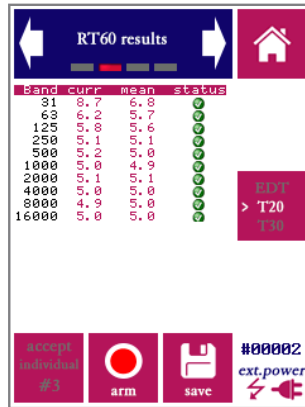 RT60 results
Band curr mean status
31 8.7 6.8
63 6.2 5.7
125 5.8 5.6
250 5.1 5.1
500 5.2 5.0
1000 5.0 4.9
2000 5.1 5.1
4000 5.0 5.0
8000 4.9 5.0
16000 5.0 5.0
EDT
> T20
T30
accept
individual
#3
arm
save
#00002
ext.power